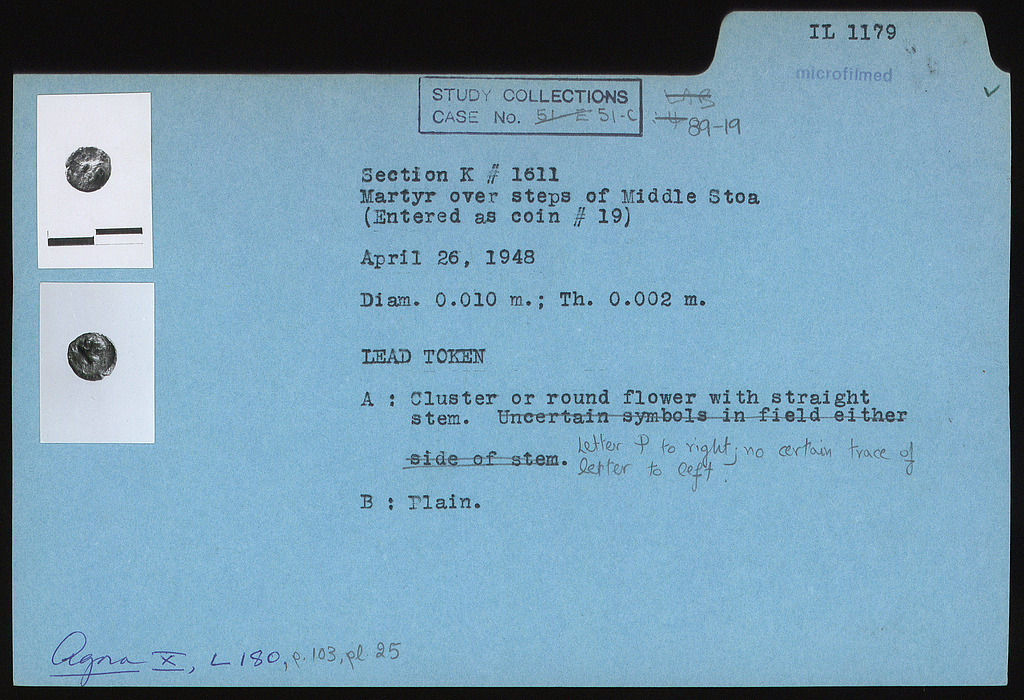 IL 1179
microfilmed
STUDY COLLECTIONS
CASE No. 51-E 51-C
LAB
89-19
Section K # 1611
Martyr over steps of Middle Stoa
(Entered as coin # 19)
April 26, 1948
Diam. 0.010 m.; Th. 0.002 m.
LEAD TOKEN
A : Cluster or round flower with straight
stem. Uncertain symbols in field either
side of stem. Letter P to right; no certain trace of
letter to left.
B : Plain.
Agora X, L 180, p. 103, pl 25